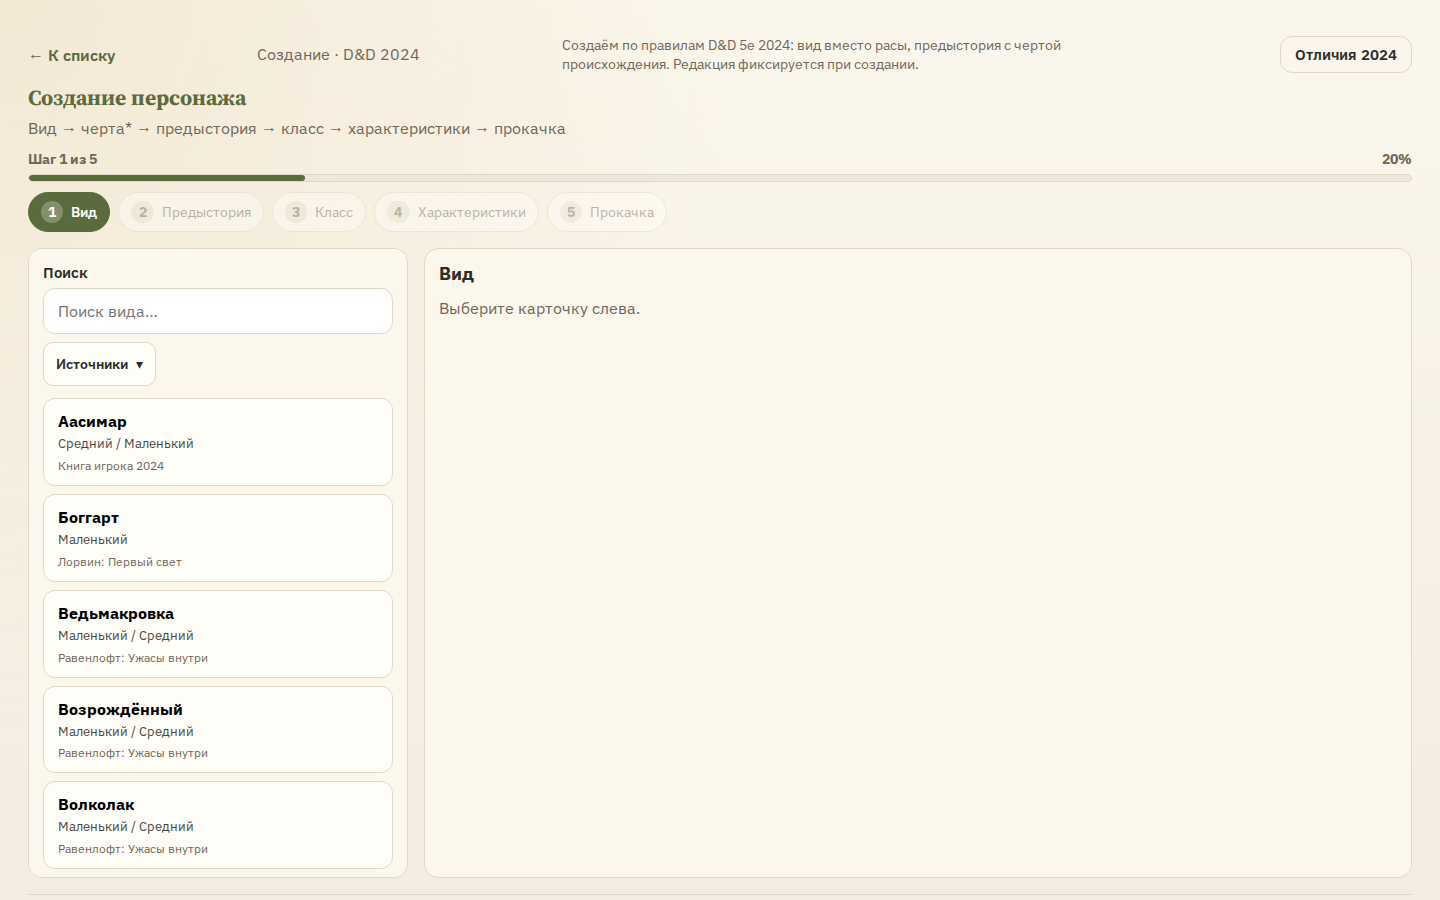 ← К списку
Создание · D&D 2024
Создаём по правилам D&D 5e 2024: вид вместо расы, предыстория с чертой
происхождения. Редакция фиксируется при создании.
Отличия 2024
Создание персонажа
Вид → черта* → предыстория → класс → характеристики → прокачка
Шаг 1 из 5
20%
1 Вид
2 Предыстория
3 Класс
4 Характеристики
5 Прокачка
Поиск
Поиск вида...
Источники ▾
Аасимар
Средний / Маленький
Книга игрока 2024
Боггарт
Маленький
Лорвин: Первый свет
Ведьмакровка
Маленький / Средний
Равенлофт: Ужасы внутри
Возрождённый
Маленький / Средний
Равенлофт: Ужасы внутри
Волколак
Маленький / Средний
Равенлофт: Ужасы внутри
Вид
Выберите карточку слева.